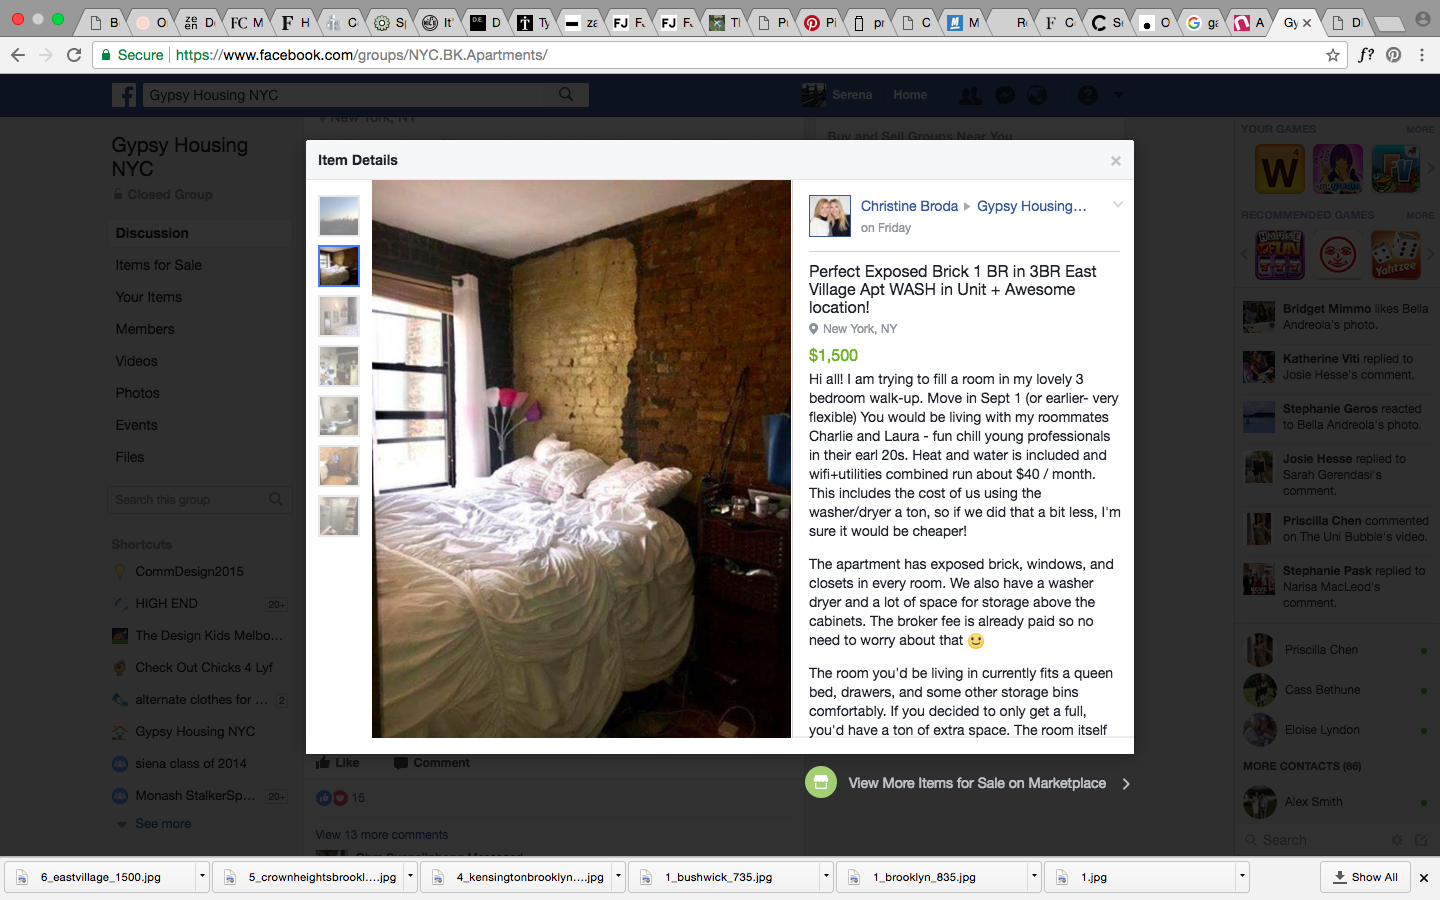 Secure
https://www.facebook.com/groups/NYC.BK.Apartments/
f?
Gypsy Housing NYC
Serena
Home
Gypsy Housing
NYC
Closed Group
Discussion
Items for Sale
Your Items
Members
Videos
Photos
Events
Files
Search this group
Shortcuts
CommDesign2015
HIGH END
20+
The Design Kids Melbo...
Check Out Chicks 4 Lyf
alternate clothes for ...
2
Gypsy Housing NYC
siena class of 2014
Monash StalkerSp...
20+
See more
New York, NY
Buy and Sell Groups Near You
Item Details
Christine Broda
Gypsy Housing...
on Friday
Perfect Exposed Brick 1 BR in 3BR East
Village Apt WASH in Unit + Awesome
location!
New York, NY
$1,500
Hi all! I am trying to fill a room in my lovely 3
bedroom walk-up. Move in Sept 1 (or earlier- very
flexible) You would be living with my roommates
Charlie and Laura - fun chill young professionals
in their earl 20s. Heat and water is included and
wifi+utilities combined run about $40 / month.
This includes the cost of us using the
washer/dryer a ton, so if we did that a bit less, I'm
sure it would be cheaper!
The apartment has exposed brick, windows, and
closets in every room. We also have a washer
dryer and a lot of space for storage above the
cabinets. The broker fee is already paid so no
need to worry about that
The room you'd be living in currently fits a queen
bed, drawers, and some other storage bins
comfortably. If you decided to only get a full,
you'd have a ton of extra space. The room itself
Like
Comment
15
View 13 more comments
View More Items for Sale on Marketplace
YOUR GAMES
MORE
RECOMMENDED GAMES
MORE
HOUSE
FUN
Yahtzee
Bridget Mimmo likes Bella
Andreola's photo.
Katherine Viti replied to
Josie Hesse's comment.
Stephanie Geros reacted
to Bella Andreola's photo.
Josie Hesse replied to
Sarah Gerendasi's
comment.
Priscilla Chen commented
on The Uni Bubble's video.
Stephanie Pask replied to
Narisa MacLeod's
comment.
Priscilla Chen
Cass Bethune
Eloise Lyndon
MORE CONTACTS (86)
Alex Smith
Search
6_eastvillage_1500.jpg
5_crownheightsbrookl....jpg
4_kensingtonbrooklyn....jpg
1_bushwick_735.jpg
1_brooklyn_835.jpg
1.jpg
Show All